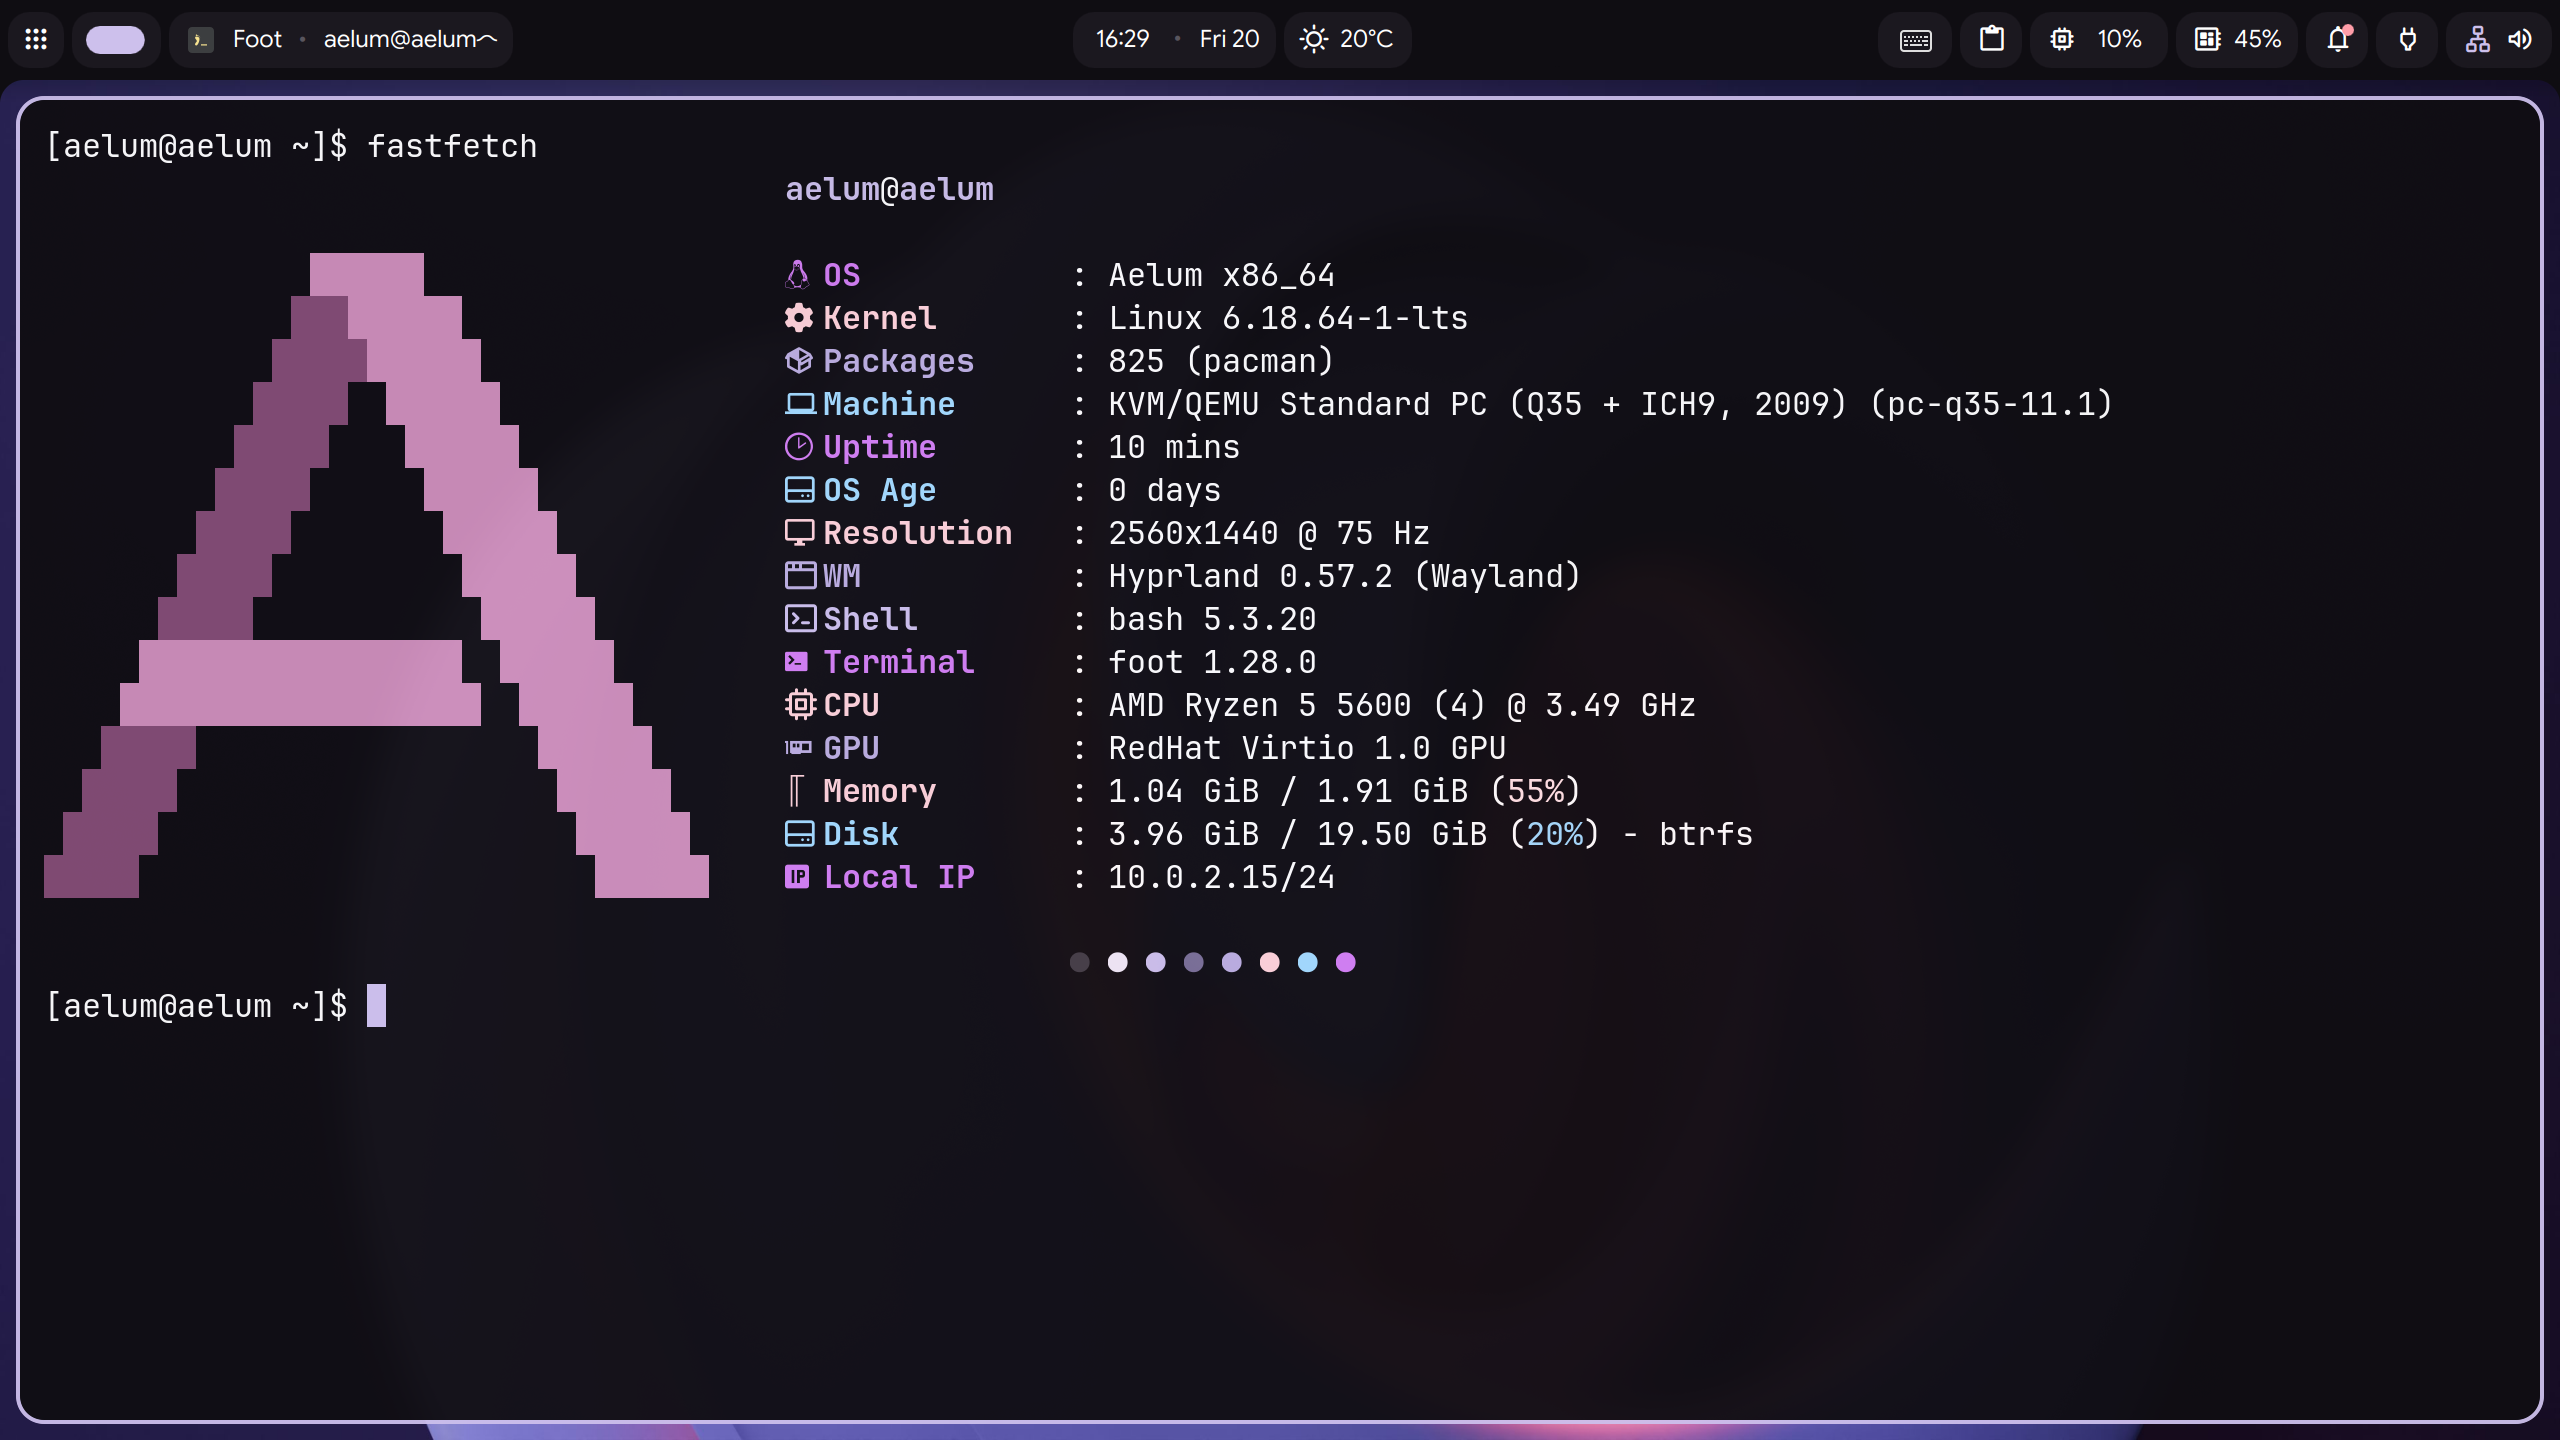 Foot • aelum@aelum~
16:29 • Fri 20
20°C
10%
45%
[aelum@aelum ~]$ fastfetch
aelum@aelum
OS : Aelum x86_64
Kernel : Linux 6.18.64-1-lts
Packages : 825 (pacman)
Machine : KVM/QEMU Standard PC (Q35 + ICH9, 2009) (pc-q35-11.1)
Uptime : 10 mins
OS Age : 0 days
Resolution : 2560x1440 @ 75 Hz
WM : Hyprland 0.57.2 (Wayland)
Shell : bash 5.3.20
Terminal : foot 1.28.0
CPU : AMD Ryzen 5 5600 (4) @ 3.49 GHz
GPU : RedHat Virtio 1.0 GPU
Memory : 1.04 GiB / 1.91 GiB (55%)
Disk : 3.96 GiB / 19.50 GiB (20%) - btrfs
Local IP : 10.0.2.15/24
[aelum@aelum ~]$